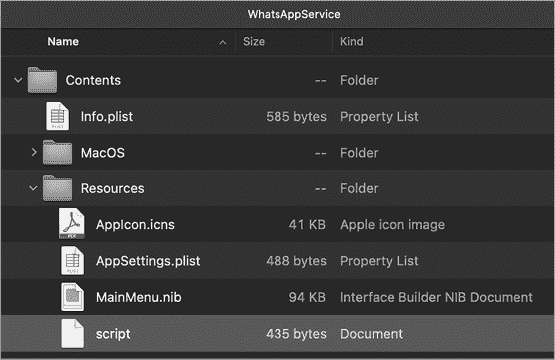 WhatsAppService
Name Size Kind
Contents -- Folder
Info.plist 585 bytes Property List
MacOS -- Folder
Resources -- Folder
AppIcon.icns 41 KB Apple icon image
AppSettings.plist 488 bytes Property List
MainMenu.nib 94 KB Interface Builder NIB Document
script 435 bytes Document